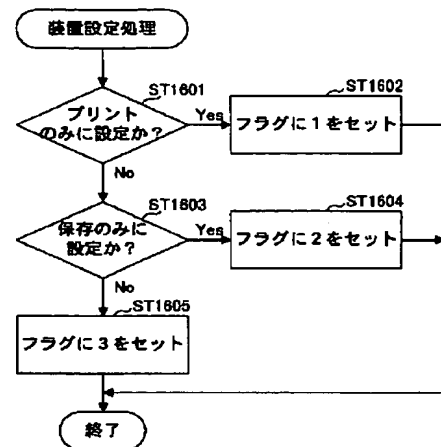 装置設定処理
ST1601
プリント
のみに設定か？
Yes
ST1602
フラグに１をセット
No
ST1603
保存のみに
設定か？
Yes
ST1604
フラグに２をセット
No
ST1605
フラグに３をセット
終了